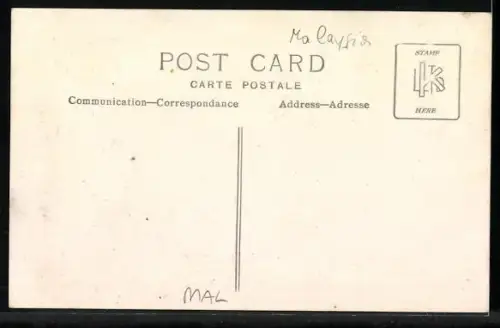 Malaysia
POST CARD
CARTE POSTALE
STAMP
HERE
Communication—Correspondance
Address—Adresse
MAL